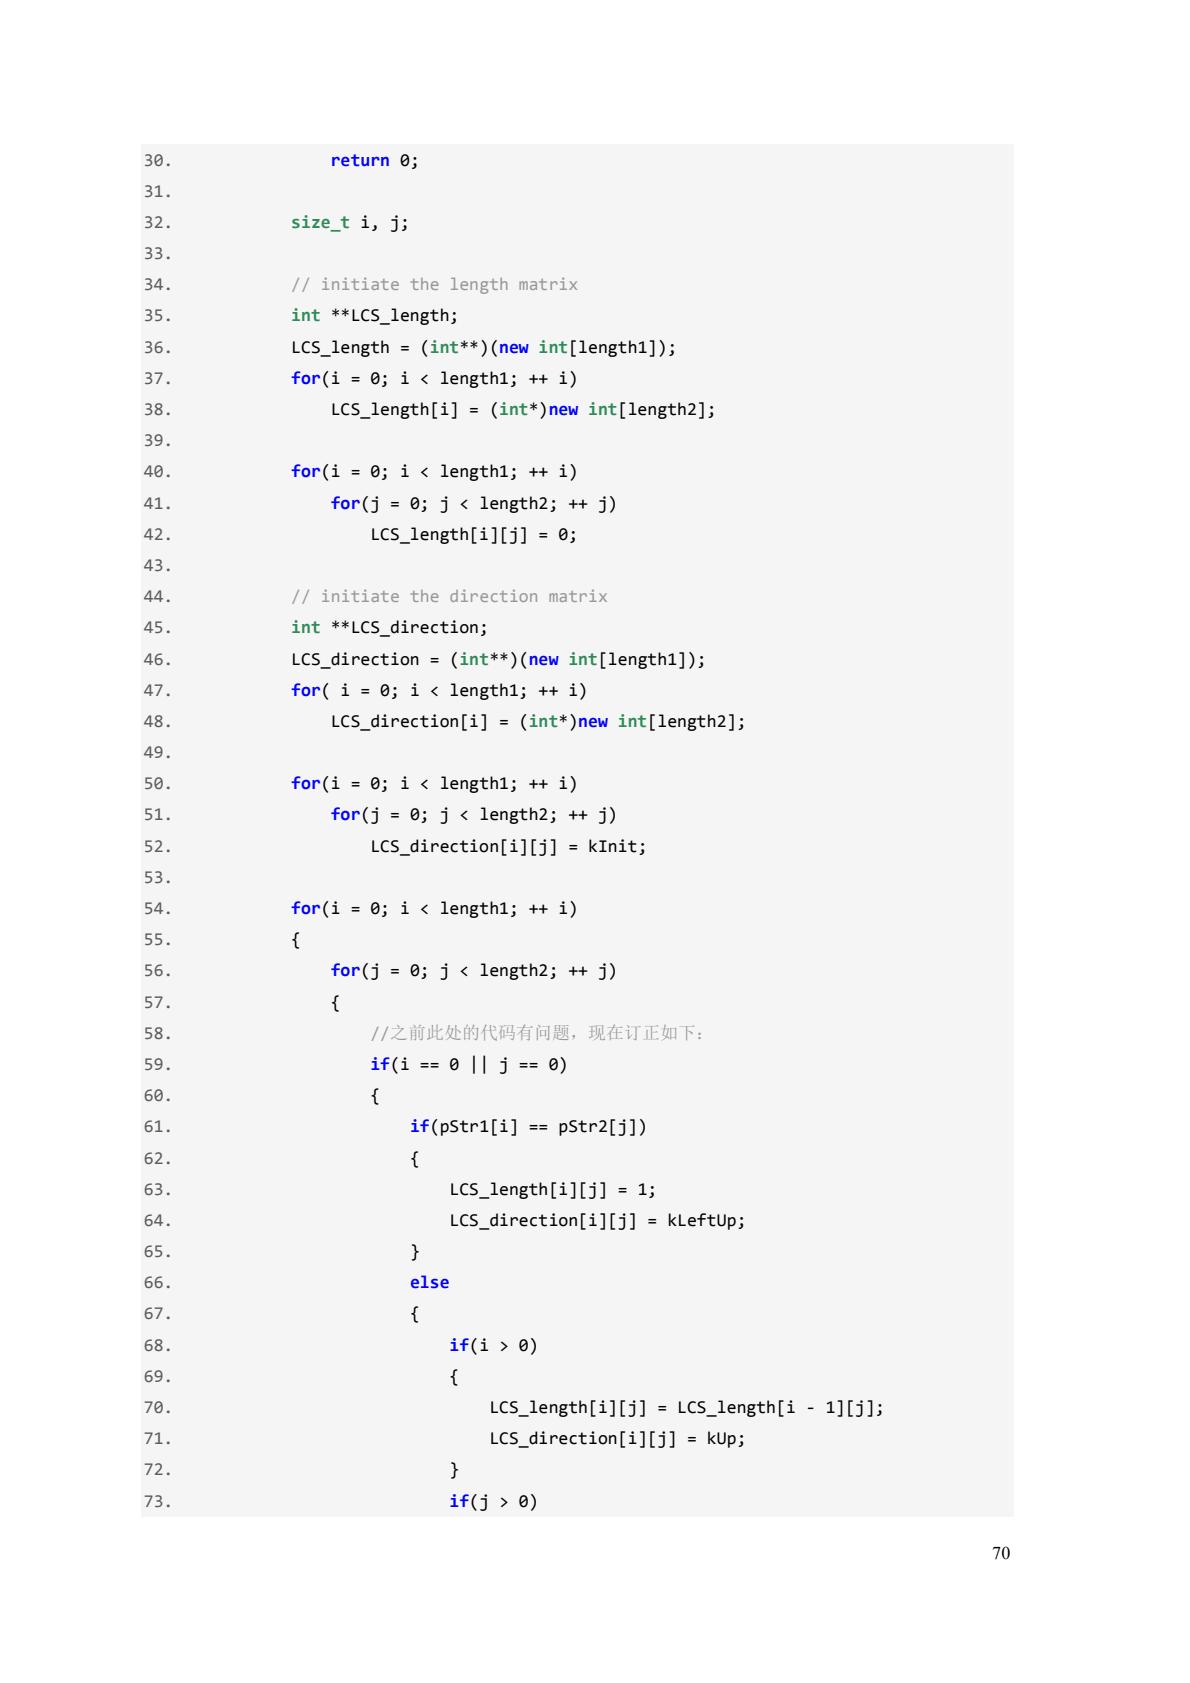 30.                return 0;
31.
32.            size_t i, j;
33.
34.            // initiate the length matrix
35.            int **LCS_length;
36.            LCS_length = (int**)(new int[length1]);
37.            for(i = 0; i < length1; ++ i)
38.                LCS_length[i] = (int*)new int[length2];
39.
40.            for(i = 0; i < length1; ++ i)
41.                for(j = 0; j < length2; ++ j)
42.                    LCS_length[i][j] = 0;
43.
44.            // initiate the direction matrix
45.            int **LCS_direction;
46.            LCS_direction = (int**)(new int[length1]);
47.            for( i = 0; i < length1; ++ i)
48.                LCS_direction[i] = (int*)new int[length2];
49.
50.            for(i = 0; i < length1; ++ i)
51.                for(j = 0; j < length2; ++ j)
52.                    LCS_direction[i][j] = kInit;
53.
54.            for(i = 0; i < length1; ++ i)
55.            {
56.                for(j = 0; j < length2; ++ j)
57.                {
58.                    //之前此处的代码有问题，现在订正如下：
59.                    if(i == 0 || j == 0)
60.                    {
61.                        if(pStr1[i] == pStr2[j])
62.                        {
63.                            LCS_length[i][j] = 1;
64.                            LCS_direction[i][j] = kLeftUp;
65.                        }
66.                        else
67.                        {
68.                            if(i > 0)
69.                            {
70.                                LCS_length[i][j] = LCS_length[i - 1][j];
71.                                LCS_direction[i][j] = kUp;
72.                            }
73.                            if(j > 0)
70